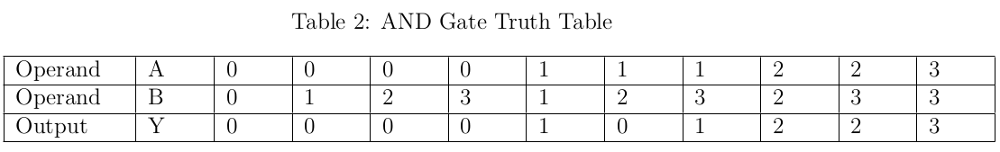 Table 2: AND Gate Truth Table
Operand A 0 0 0 0 1 1 1 2 2 3
Operand B 0 1 2 3 1 2 3 2 3 3
Output Y 0 0 0 0 1 0 1 2 2 3